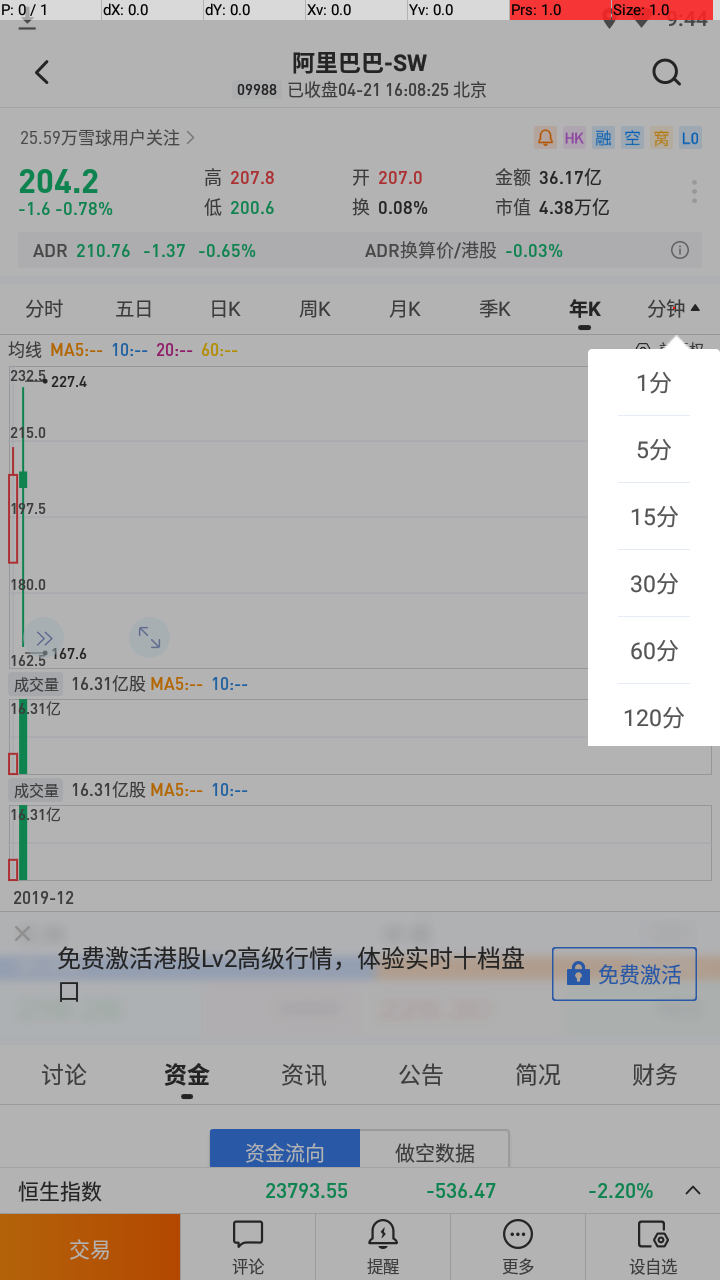 P: 0 / 1 dX: 0.0 dY: 0.0 Xv: 0.0 Yv: 0.0 Prs: 1.0 Size: 1.0
9:44
阿里巴巴-SW
09988 已收盘04-21 16:08:25 北京
25.59万雪球用户关注 HK 融 空 窝 L0
204.2 高 207.8 开 207.0 金额 36.17亿
-1.6 -0.78% 低 200.6 换 0.08% 市值 4.38万亿
ADR 210.76 -1.37 -0.65% ADR换算价/港股 -0.03%
分时 五日 日K 周K 月K 季K 年K 分钟
均线 MA5:-- 10:-- 20:-- 60:--
232.5 227.4
1分
215.0
5分
197.5
15分
180.0
30分
167.6
162.5
60分
成交量 16.31亿股 MA5:-- 10:--
16.31亿
120分
成交量 16.31亿股 MA5:-- 10:--
16.31亿
2019-12
免费激活港股Lv2高级行情，体验实时十档盘
口
免费激活
讨论 资金 资讯 公告 简况 财务
资金流向 做空数据
恒生指数 23793.55 -536.47 -2.20%
交易 评论 提醒 更多 设自选